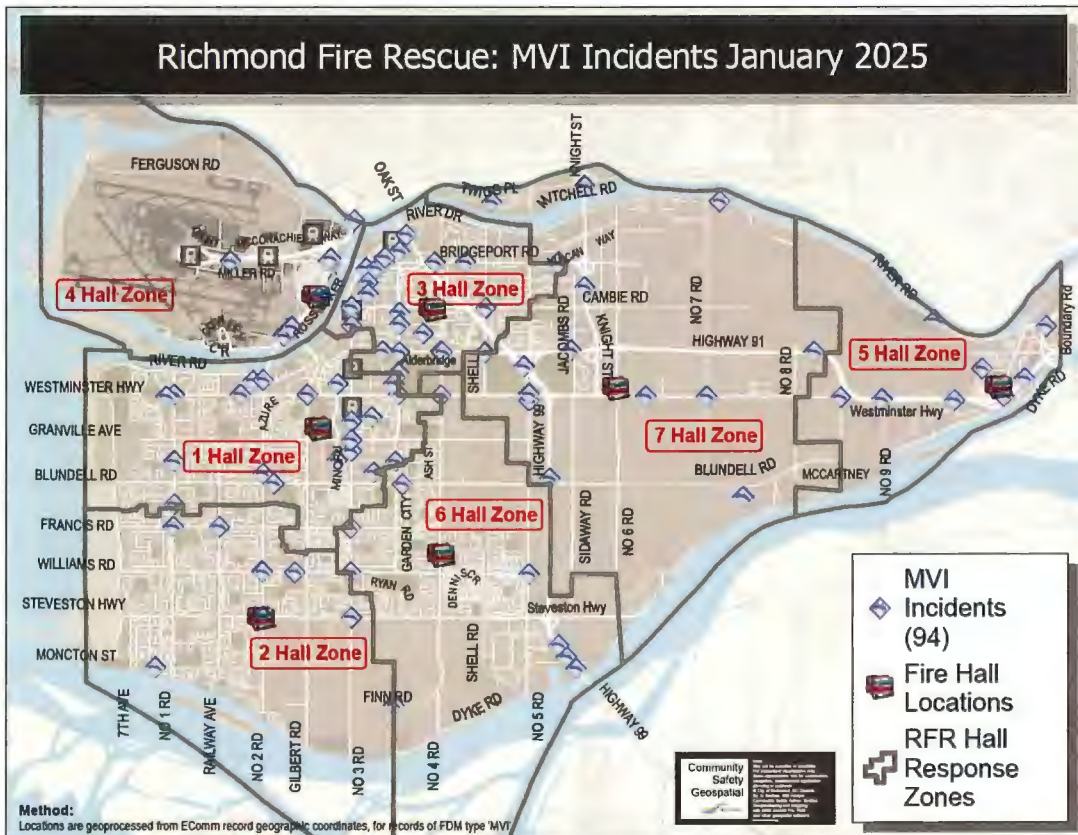 Richmond Fire Rescue: MVI Incidents January 2025
FERGUSON RD
OAK ST
KNIGHT ST
MITCHELL RD
RIVER DR
BRIDGEPORT RD
MILLER RD
WAY
4 Hall Zone
3 Hall Zone
CAMBIE RD
NO 7 RD
RIVER RD
Boundary Rd
RIVER RD
Alderbridge
SHELL
JACOMBS RD
KNIGHT ST
HIGHWAY 91
NO 8 RD
5 Hall Zone
DYKE RD
WESTMINSTER HWY
AZURE
Westminster Hwy
GRANVILLE AVE
1 Hall Zone
MINORU
ASH ST
HIGHWAY 99
7 Hall Zone
BLUNDELL RD
BLUNDELL RD
MCCARTNEY
NO 9 RD
FRANCIS RD
GARDEN CITY
6 Hall Zone
SIDAWAY RD
NO 6 RD
WILLIAMS RD
RYAN RD
DENNIS CR
STEVESTON HWY
Steveston Hwy
2 Hall Zone
SHELL RD
MONCTON ST
FINN RD
DYKE RD
HIGHWAY 99
7TH AVE
NO 1 RD
RAILWAY AVE
NO 2 RD
GILBERT RD
NO 3 RD
NO 4 RD
NO 5 RD
MVI
Incidents
(94)
Fire Hall
Locations
RFR Hall
Response
Zones
Community
Safety
Geospatial
Method:
Locations are geoprocessed from EComm record geographic coordinates, for records of FDM type 'MVI'